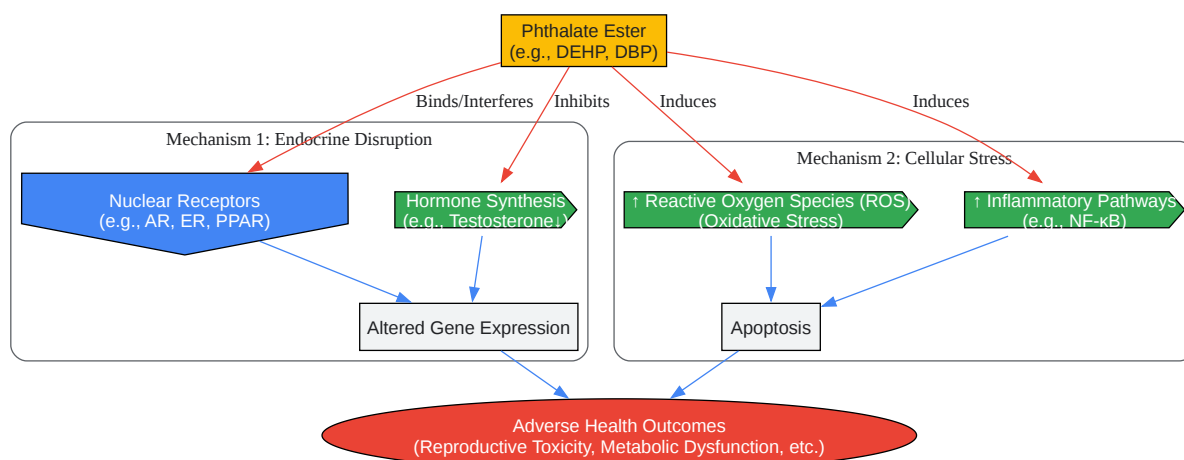 Phthalate Ester
(e.g., DEHP, DBP)
Binds/Interferes
Inhibits
Induces
Induces
Mechanism 1: Endocrine Disruption
Mechanism 2: Cellular Stress
Nuclear Receptors
(e.g., AR, ER, PPAR)
Hormone Synthesis
(e.g., Testosterone↓)
↑ Reactive Oxygen Species (ROS)
(Oxidative Stress)
↑ Inflammatory Pathways
(e.g., NF-κB)
Altered Gene Expression
Apoptosis
Adverse Health Outcomes
(Reproductive Toxicity, Metabolic Dysfunction, etc.)